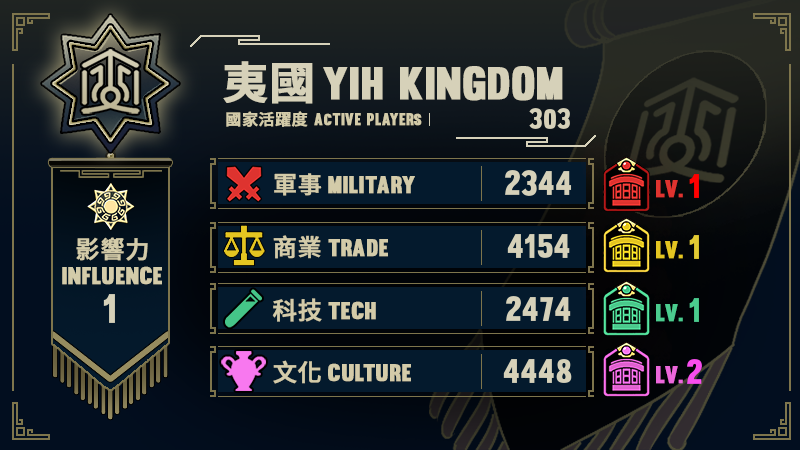 夷國 YIH KINGDOM
國家活躍度 ACTIVE PLAYERS | 303
影響力
INFLUENCE
1
軍事 MILITARY 2344 LV. 1
商業 TRADE 4154 LV. 1
科技 TECH 2474 LV. 1
文化 CULTURE 4448 LV. 2